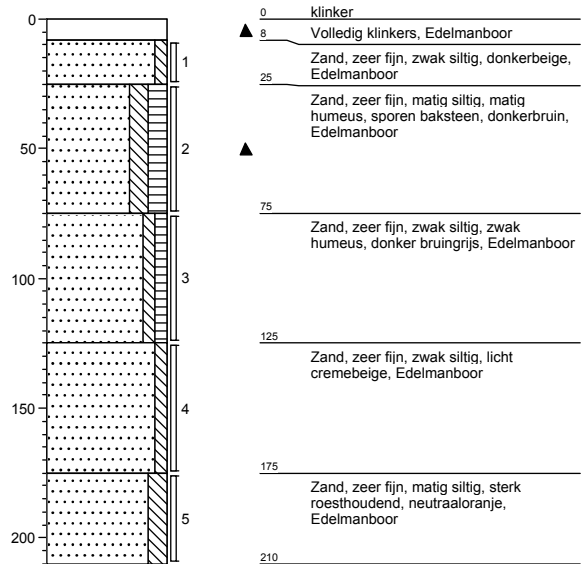 0
50
100
150
200
1
2
3
4
5
0 klinker
8 Volledig klinkers, Edelmanboor
Zand, zeer fijn, zwak siltig, donkerbeige,
Edelmanboor
25
Zand, zeer fijn, matig siltig, matig
humeus, sporen baksteen, donkerbruin,
Edelmanboor
75
Zand, zeer fijn, zwak siltig, zwak
humeus, donker bruingrijs, Edelmanboor
125
Zand, zeer fijn, zwak siltig, licht
cremebeige, Edelmanboor
175
Zand, zeer fijn, matig siltig, sterk
roesthoudend, neutraaloranje,
Edelmanboor
210